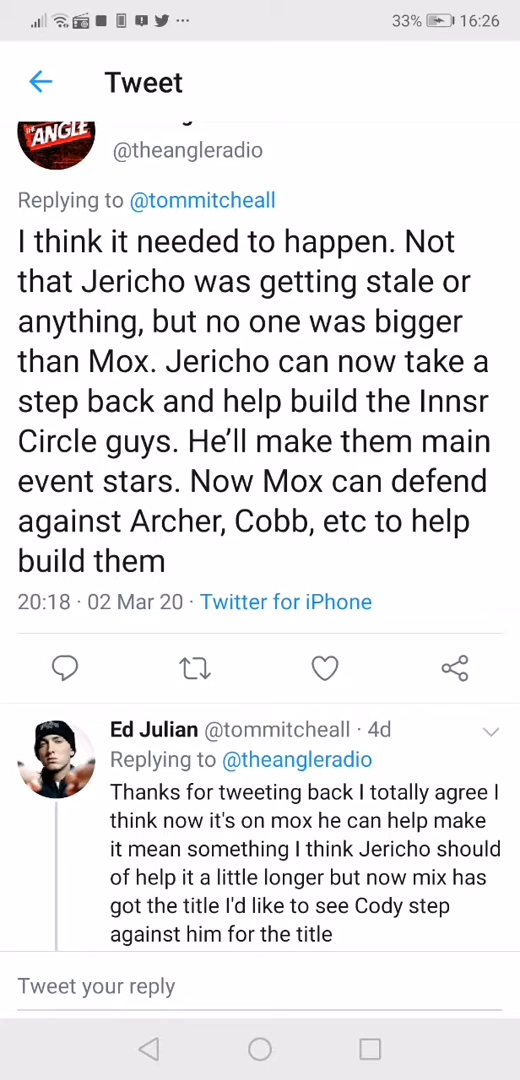 33% 16:26
Tweet
THE ANGLE
@theangleradio
Replying to @tommitcheall
I think it needed to happen. Not
that Jericho was getting stale or
anything, but no one was bigger
than Mox. Jericho can now take a
step back and help build the Innsr
Circle guys. He’ll make them main
event stars. Now Mox can defend
against Archer, Cobb, etc to help
build them
20:18 · 02 Mar 20 · Twitter for iPhone
Ed Julian @tommitcheall · 4d
Replying to @theangleradio
Thanks for tweeting back I totally agree I
think now it's on mox he can help make
it mean something I think Jericho should
of help it a little longer but now mix has
got the title I'd like to see Cody step
against him for the title
Tweet your reply